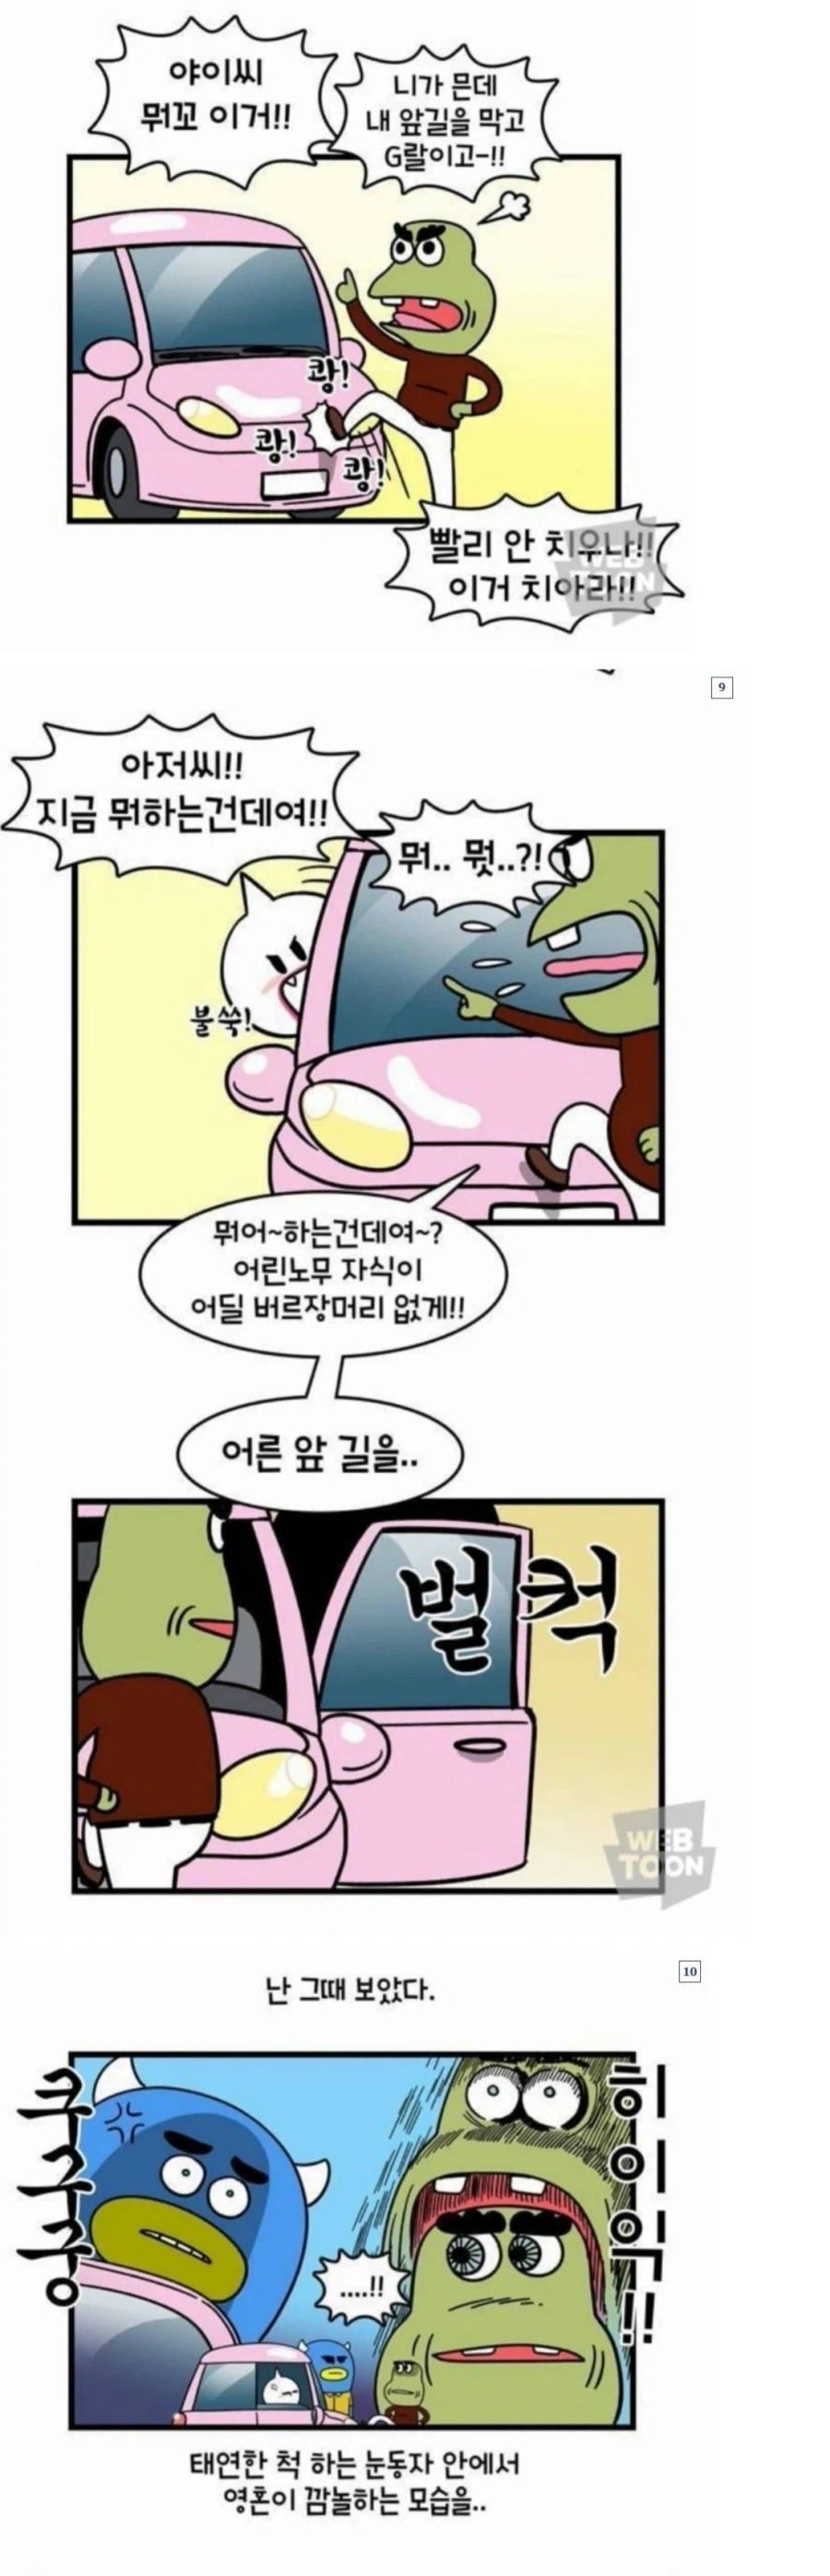 야이씨
뭐꼬 이거!!
니가 믄데
내 앞길을 막고
G랄이고-!!
쾅!
쾅!
쾅!
빨리 안 치우나!!
이거 치아라!!
WEB
TOON
9
아저씨!!
지금 뭐하는건데여!!
뭐.. 뭣..?!
불쑥!
뭐어~하는건데여~?
어린노무 자식이
어딜 버르장머리 없게!!
어른 앞 길을..
벌컥
WEB
TOON
10
난 그때 보았다.
쿠구궁
히이익!!
....!!
태연한 척 하는 눈동자 안에서
영혼이 깜놀하는 모습을..